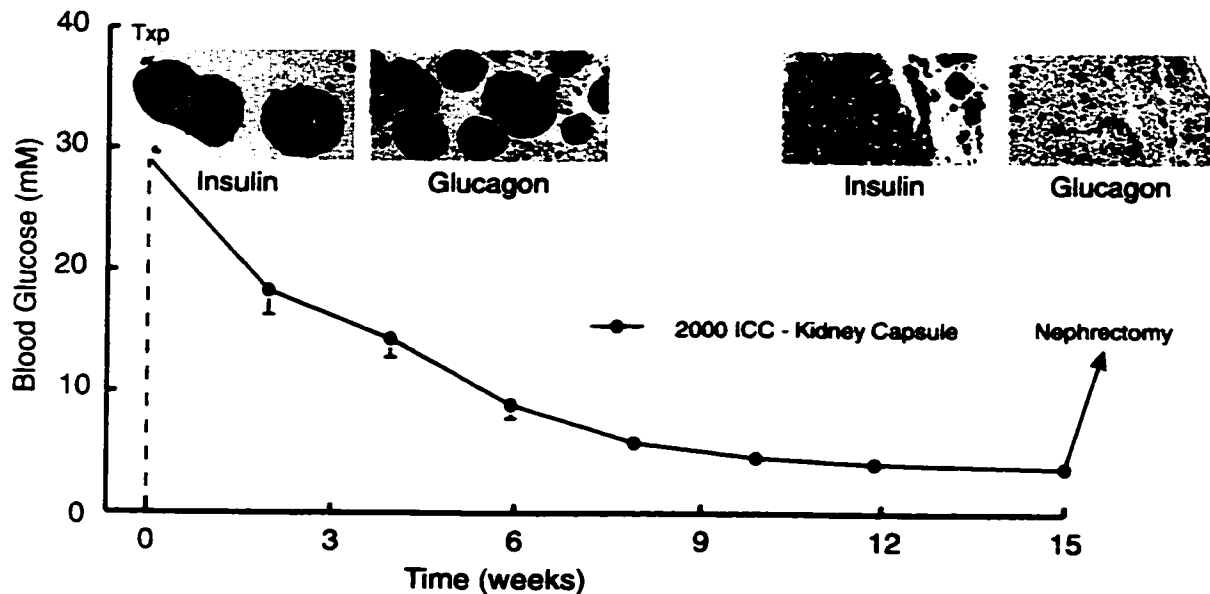 40
Txp
30
Insulin
Glucagon
Insulin
Glucagon
Blood Glucose (mM)
20
2000 ICC - Kidney Capsule
Nephrectomy
10
0
0
3
6
9
12
15
Time (weeks)